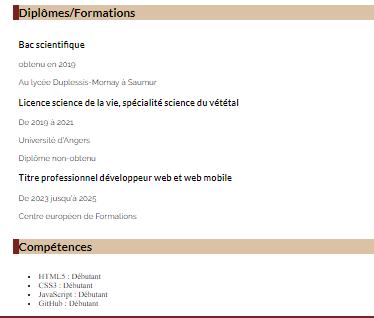 Diplômes/Formations
Bac scientifique
obtenu en 2019
Au lycée Duplessis-Mornay à Saumur
Licence science de la vie, spécialité science du vététal
De 2019 à 2021
Université d'Angers
Diplôme non-obtenu
Titre professionnel développeur web et web mobile
De 2023 jusqu'à 2025
Centre européen de Formations
Compétences
• HTML5 : Débutant
• CSS3 : Débutant
• JavaScript : Débutant
• GitHub : Débutant